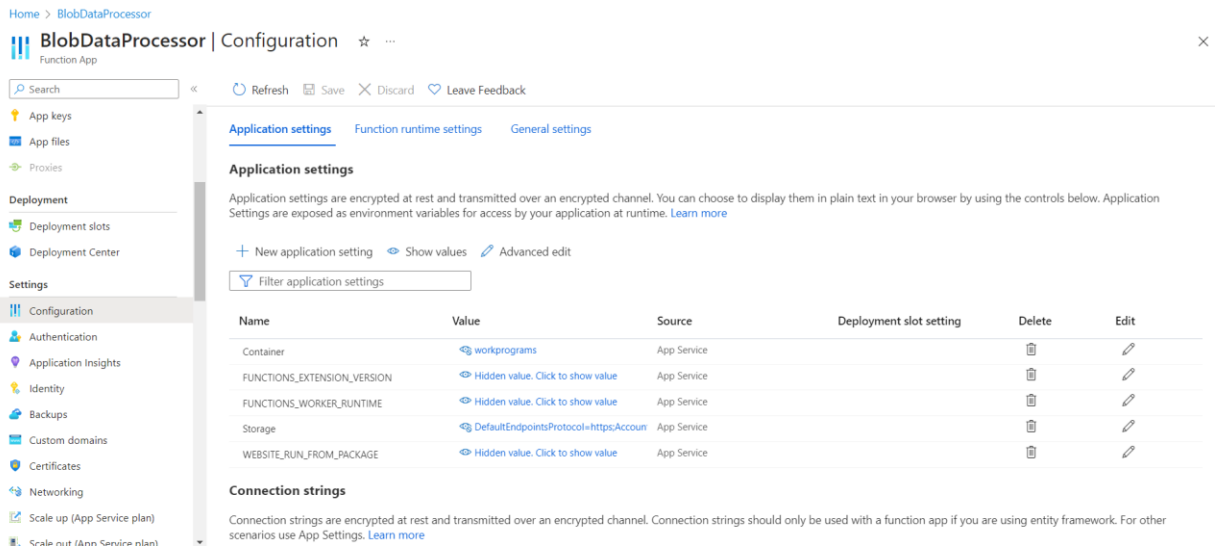 Home > BlobDataProcessor
BlobDataProcessor | Configuration
Function App
Search
Refresh Save Discard Leave Feedback
App keys
App files
Proxies
Deployment
Deployment slots
Deployment Center
Settings
Configuration
Authentication
Application Insights
Identity
Backups
Custom domains
Certificates
Networking
Scale up (App Service plan)
Scale out (App Service plan)
Application settings Function runtime settings General settings
Application settings
Application settings are encrypted at rest and transmitted over an encrypted channel. You can choose to display them in plain text in your browser by using the controls below. Application
Settings are exposed as environment variables for access by your application at runtime. Learn more
New application setting Show values Advanced edit
Filter application settings
Name Value Source Deployment slot setting Delete Edit
Container workprograms App Service
FUNCTIONS_EXTENSION_VERSION Hidden value. Click to show value App Service
FUNCTIONS_WORKER_RUNTIME Hidden value. Click to show value App Service
Storage DefaultEndpointsProtocol=https;Accoun App Service
WEBSITE_RUN_FROM_PACKAGE Hidden value. Click to show value App Service
Connection strings
Connection strings are encrypted at rest and transmitted over an encrypted channel. Connection strings should only be used with a function app if you are using entity framework. For other
scenarios use App Settings. Learn more